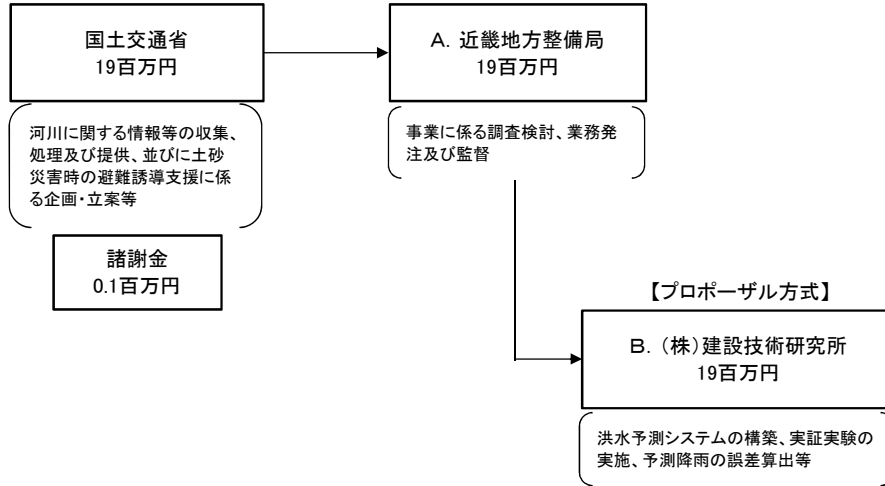 国土交通省
19百万円
河川に関する情報等の収集、
処理及び提供、並びに土砂
災害時の避難誘導支援に係
る企画・立案等
諸謝金
0.1百万円
A. 近畿地方整備局
19百万円
事業に係る調査検討、業務発
注及び監督
【プロポーザル方式】
B. (株)建設技術研究所
19百万円
洪水予測システムの構築、実証実験の
実施、予測降雨の誤差算出等